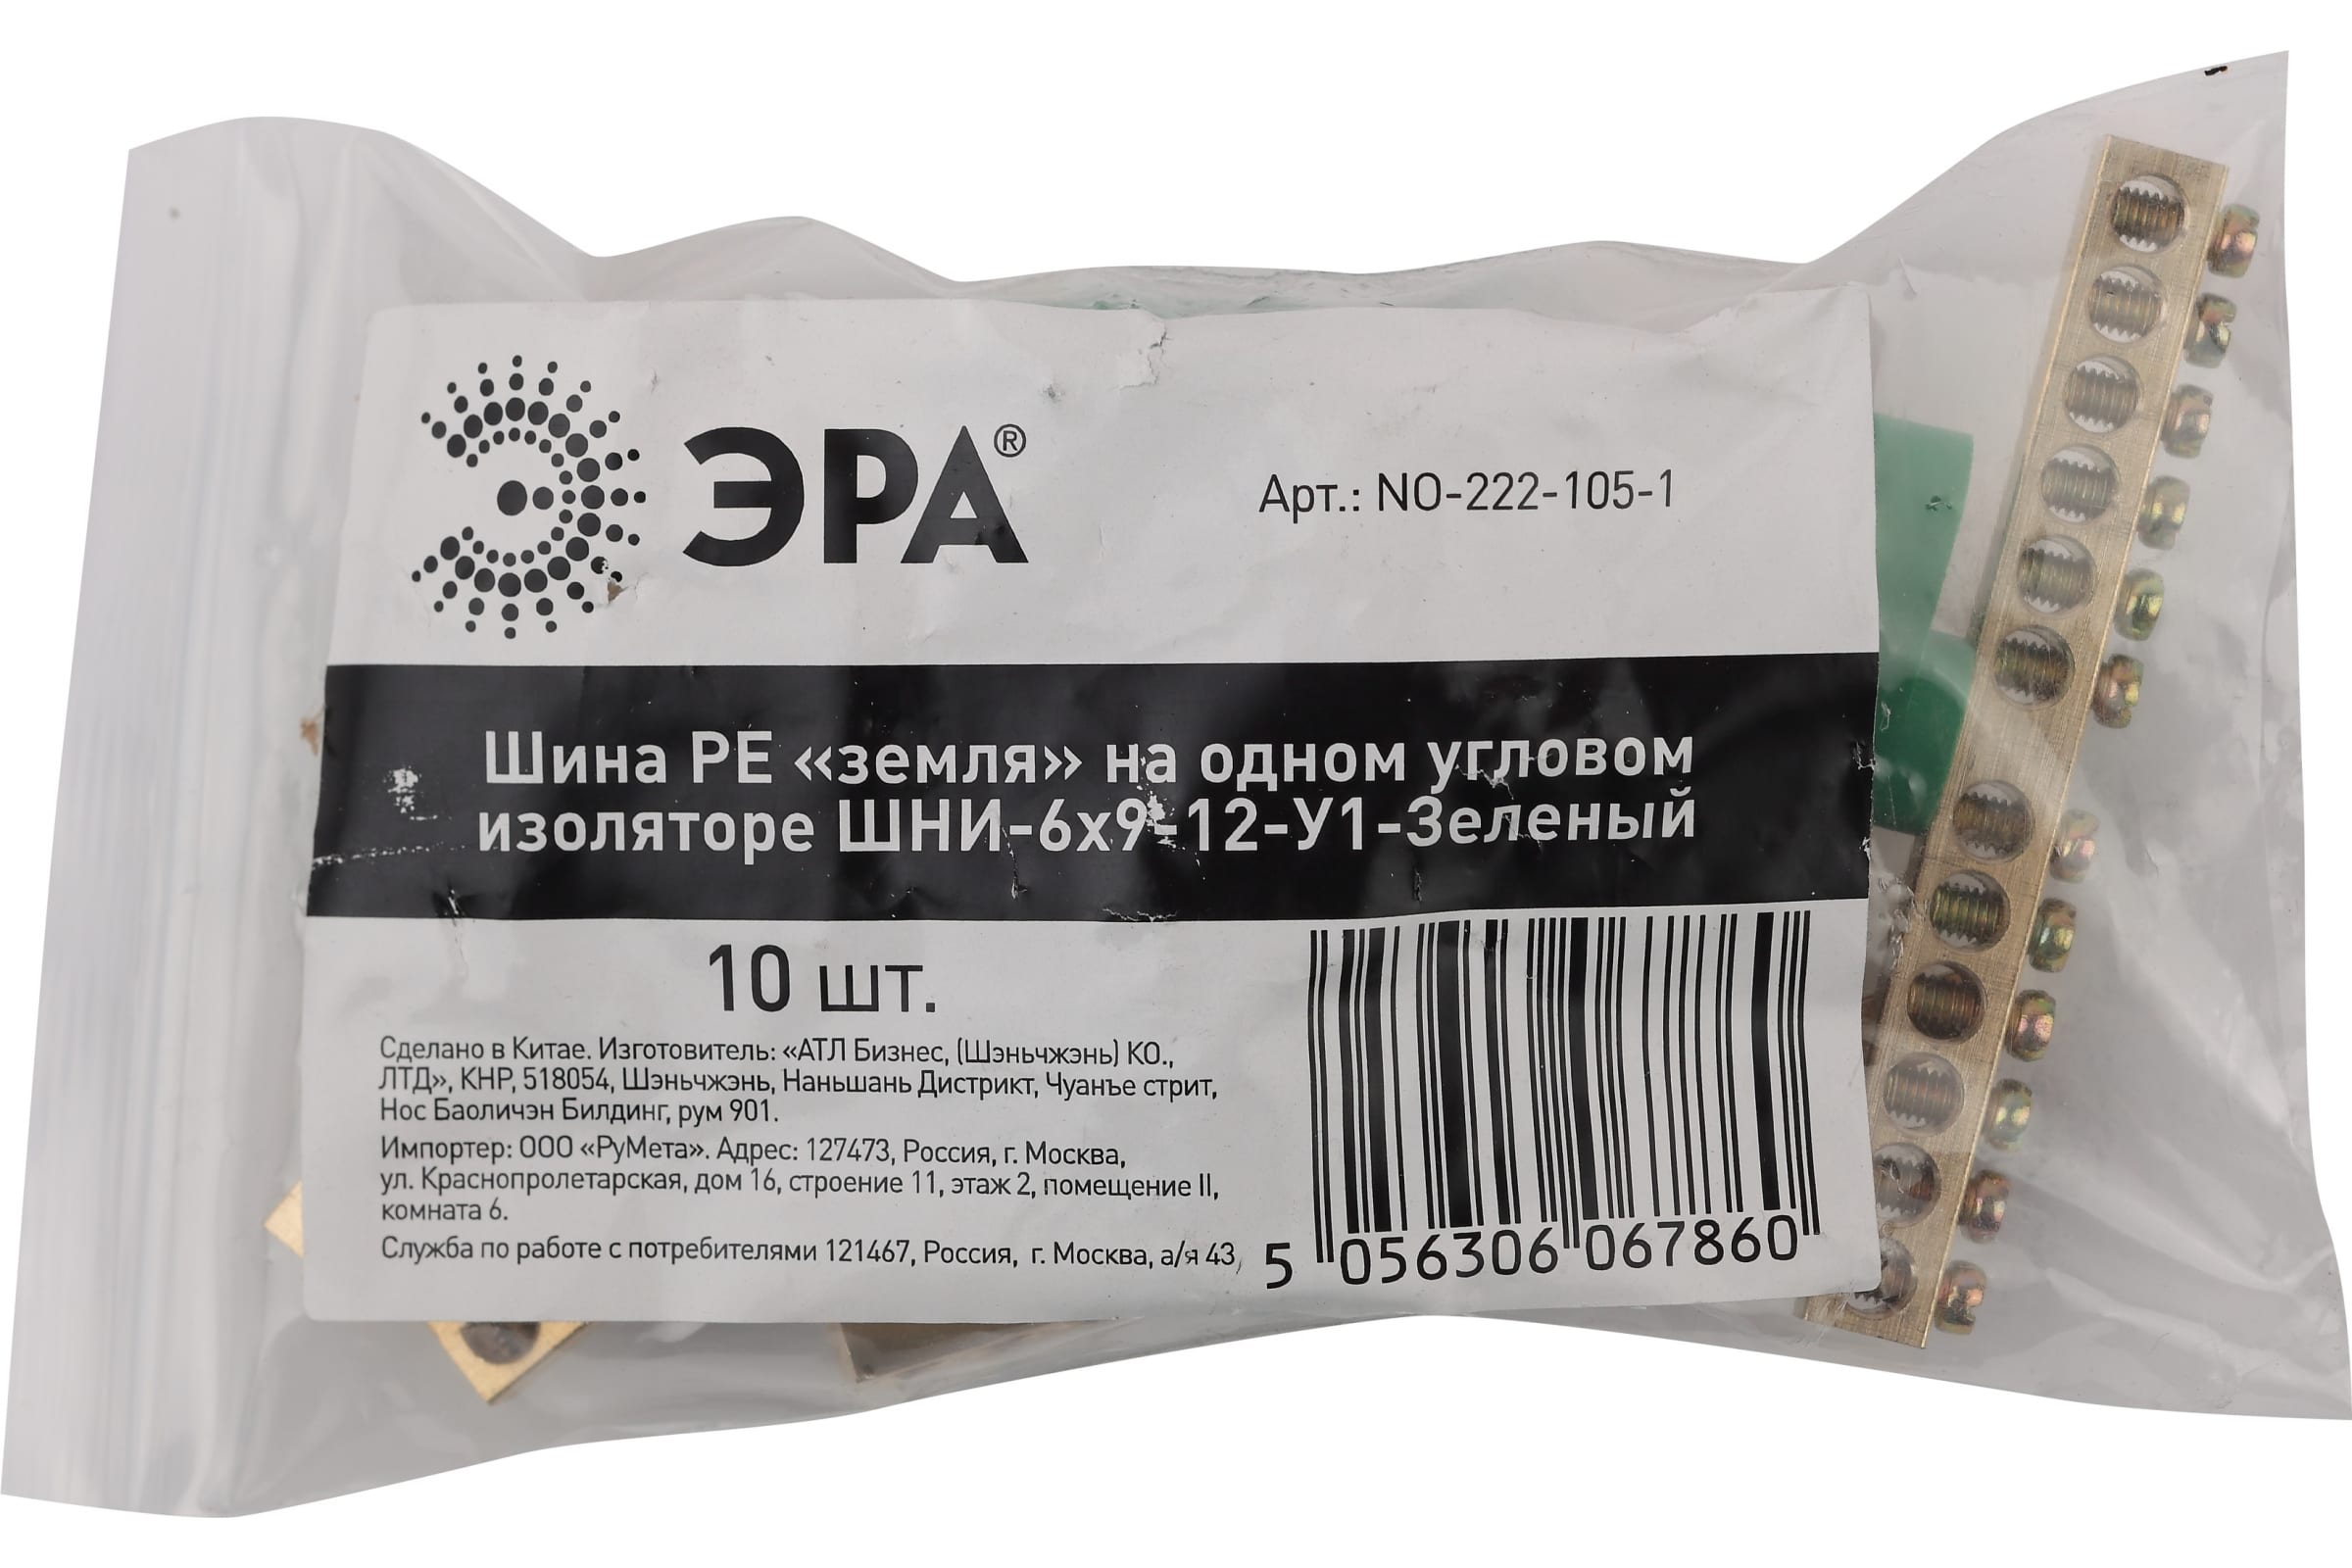 ЭРА®
Арт.: NO-222-105-1
Шина PE «земля» на одном угловом
изоляторе ШНИ-6х9-12-У1-Зеленый
10 шт.
Сделано в Китае. Изготовитель: «АТЛ Бизнес, (Шэньчжэнь) КО.,
ЛТД», КНР, 518054, Шэньчжэнь, Наньшань Дистрикт, Чуанъе стрит,
Нос Баоличэн Билдинг, рум 901.
Импортер: ООО «РуМета». Адрес: 127473, Россия, г. Москва,
ул. Краснопролетарская, дом 16, строение 11, этаж 2, помещение II,
комната 6.
Служба по работе с потребителями 121467, Россия, г. Москва, а/я 43
5 056306 067860